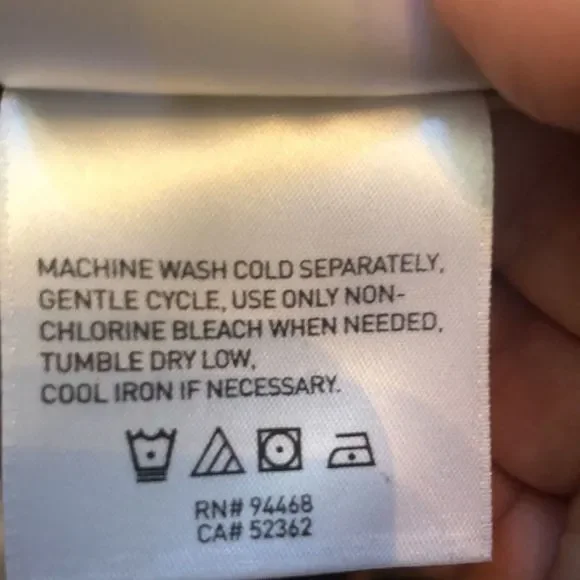 MACHINE WASH COLD SEPARATELY,
GENTLE CYCLE, USE ONLY NON-
CHLORINE BLEACH WHEN NEEDED,
TUMBLE DRY LOW,
COOL IRON IF NECESSARY.
RN# 94468
CA# 52362